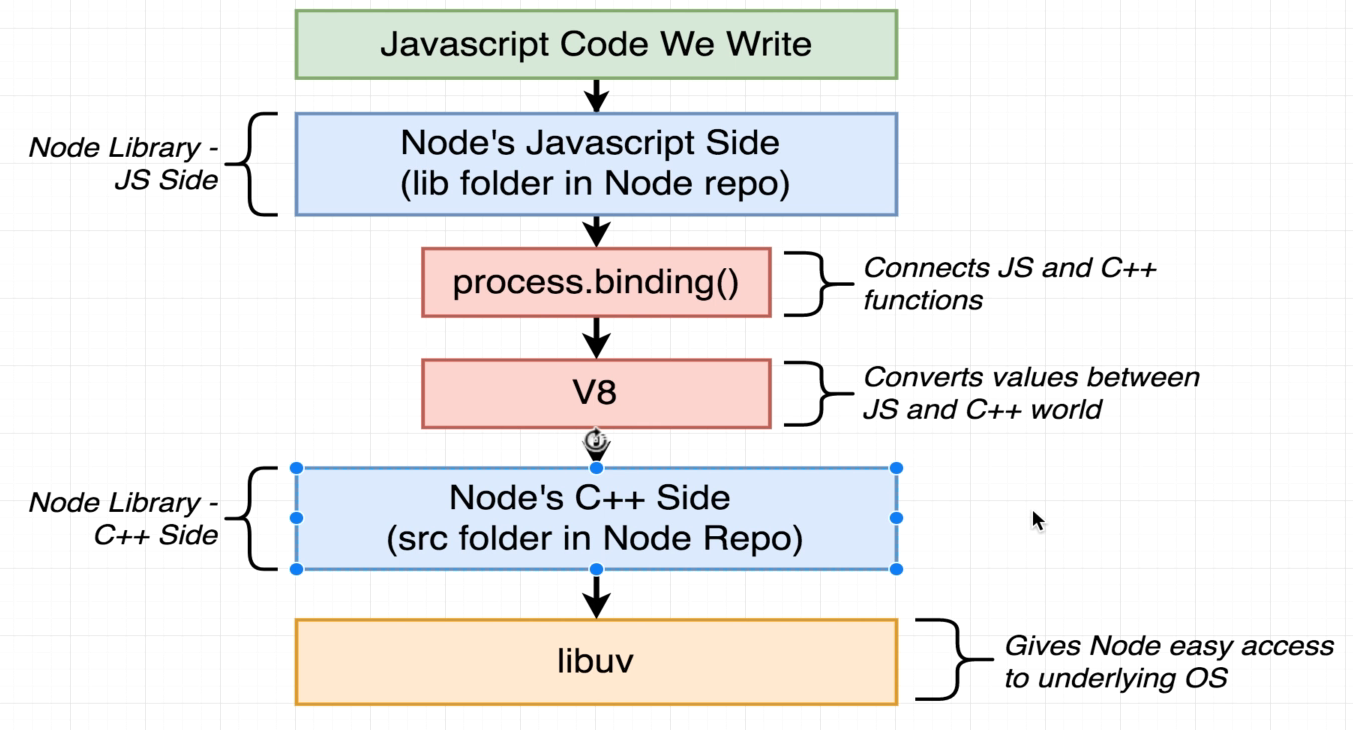 Javascript Code We Write
Node Library -
JS Side
Node's Javascript Side
(lib folder in Node repo)
process.binding()
Connects JS and C++
functions
V8
Converts values between
JS and C++ world
Node Library -
C++ Side
Node's C++ Side
(src folder in Node Repo)
libuv
Gives Node easy access
to underlying OS